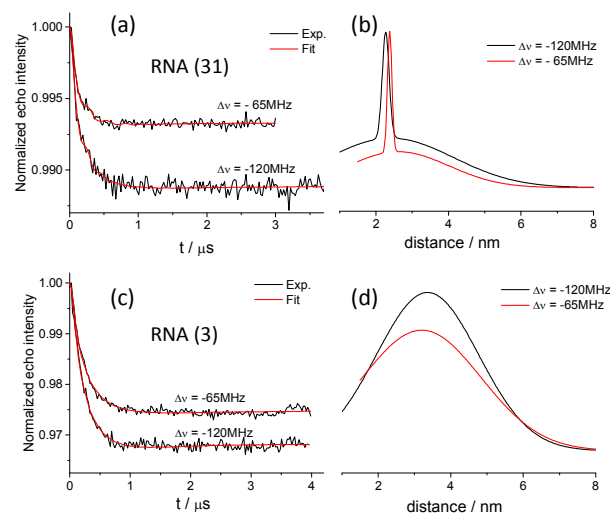 (a)
Exp.
Fit
RNA (31)
Δν = - 65MHz
Δν = -120MHz
Normalized echo intensity
1.000
0.995
0.990
0 1 2 3
t / μs
(b)
Δν = -120MHz
Δν = - 65MHz
2 4 6 8
distance / nm
(c)
Exp.
Fit
RNA (3)
Δν = -65MHz
Δν = -120MHz
Normalized echo intensity
1.00
0.99
0.98
0.97
0 1 2 3 4
t / μs
(d)
Δν = -120MHz
Δν = -65MHz
2 4 6 8
distance / nm